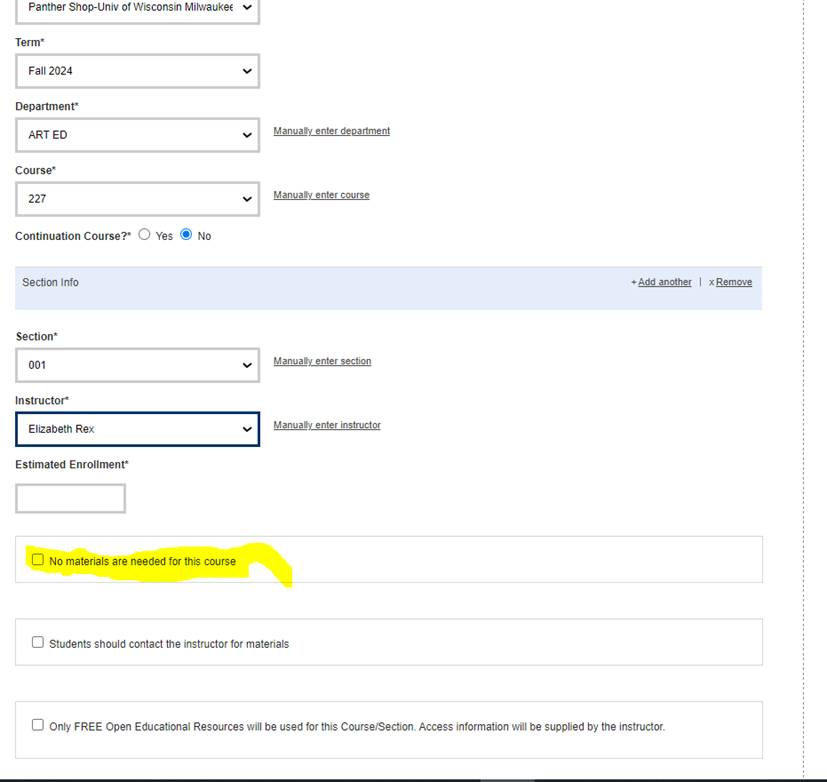 Panther Shop-Univ of Wisconsin Milwaukee
Term*
Fall 2024
Department*
ART ED
Manually enter department
Course*
227
Manually enter course
Continuation Course?* Yes No
Section Info
+ Add another | x Remove
Section*
001
Manually enter section
Instructor*
Elizabeth Rex
Manually enter instructor
Estimated Enrollment*
No materials are needed for this course
Students should contact the instructor for materials
Only FREE Open Educational Resources will be used for this Course/Section. Access information will be supplied by the instructor.